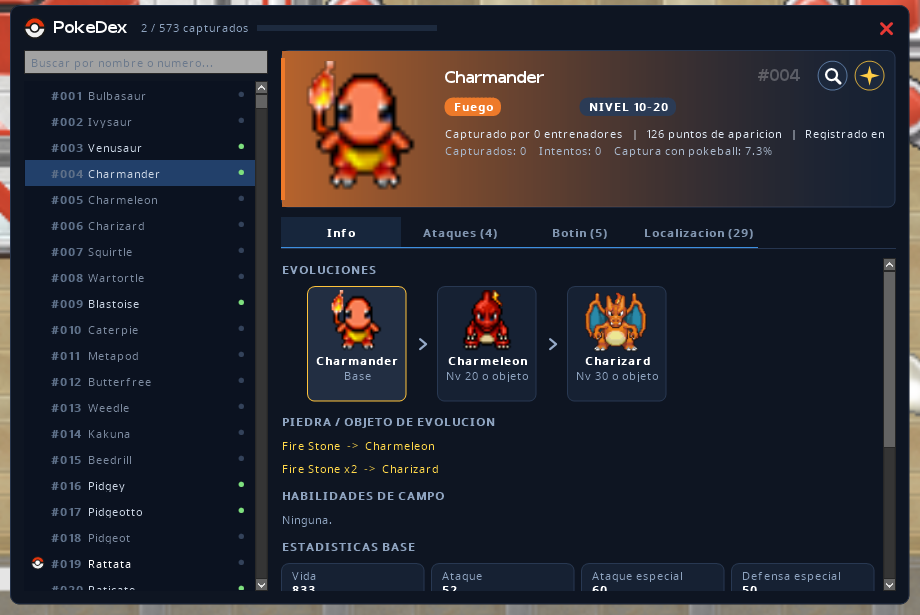 PokeDex 2 / 573 capturados
Buscar por nombre o numero...
#001 Bulbasaur
#002 Ivysaur
#003 Venusaur
#004 Charmander
#005 Charmeleon
#006 Charizard
#007 Squirtle
#008 Wartortle
#009 Blastoise
#010 Caterpie
#011 Metapod
#012 Butterfree
#013 Weedle
#014 Kakuna
#015 Beedrill
#016 Pidgey
#017 Pidgeotto
#018 Pidgeot
#019 Rattata
#020 Raticate
Charmander #004
Fuego NIVEL 10-20
Capturado por 0 entrenadores | 126 puntos de aparicion | Registrado en
Capturados: 0 Intentos: 0 Captura con pokeball: 7.3%
Info Ataques (4) Botin (5) Localizacion (29)
EVOLUCIONES
Charmander > Charmeleon > Charizard
Base Nv 20 o objeto Nv 30 o objeto
PIEDRA / OBJETO DE EVOLUCION
Fire Stone -> Charmeleon
Fire Stone x2 -> Charizard
HABILIDADES DE CAMPO
Ninguna.
ESTADISTICAS BASE
Vida Ataque Ataque especial Defensa especial
833 52 60 50